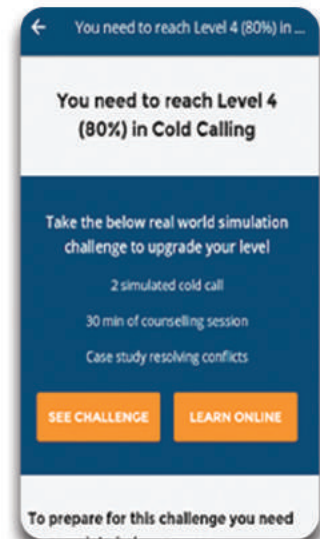 You need to reach Level 4 (80%) in ...
You need to reach Level 4
(80%) in Cold Calling
Take the below real world simulation
challenge to upgrade your level
2 simulated cold call
30 min of counselling session
Case study resolving conflicts
SEE CHALLENGE LEARN ONLINE
To prepare for this challenge you need